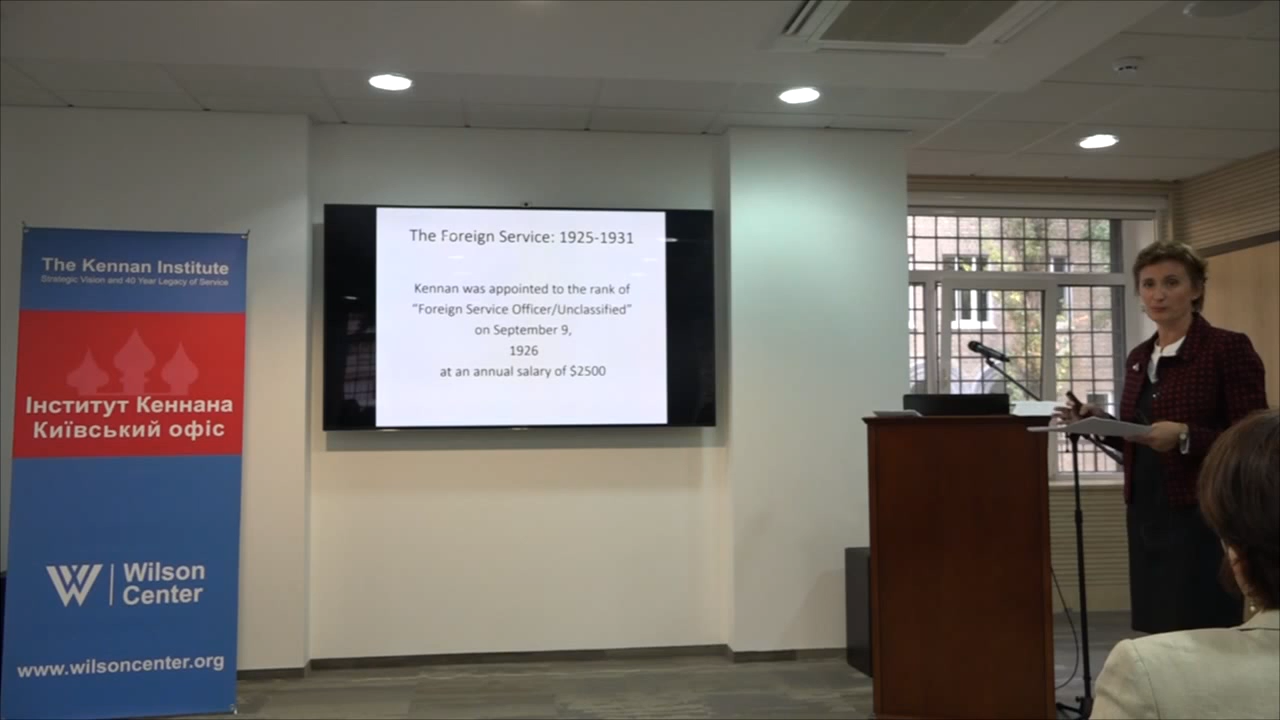 The Kennan Institute
Strategic Vision and 40 Year Legacy of Service
Інститут Кеннана
Київський офіс
W | Wilson
Center
www.wilsoncenter.org
The Foreign Service: 1925-1931
Kennan was appointed to the rank of
“Foreign Service Officer/Unclassified”
on September 9,
1926
at an annual salary of $2500